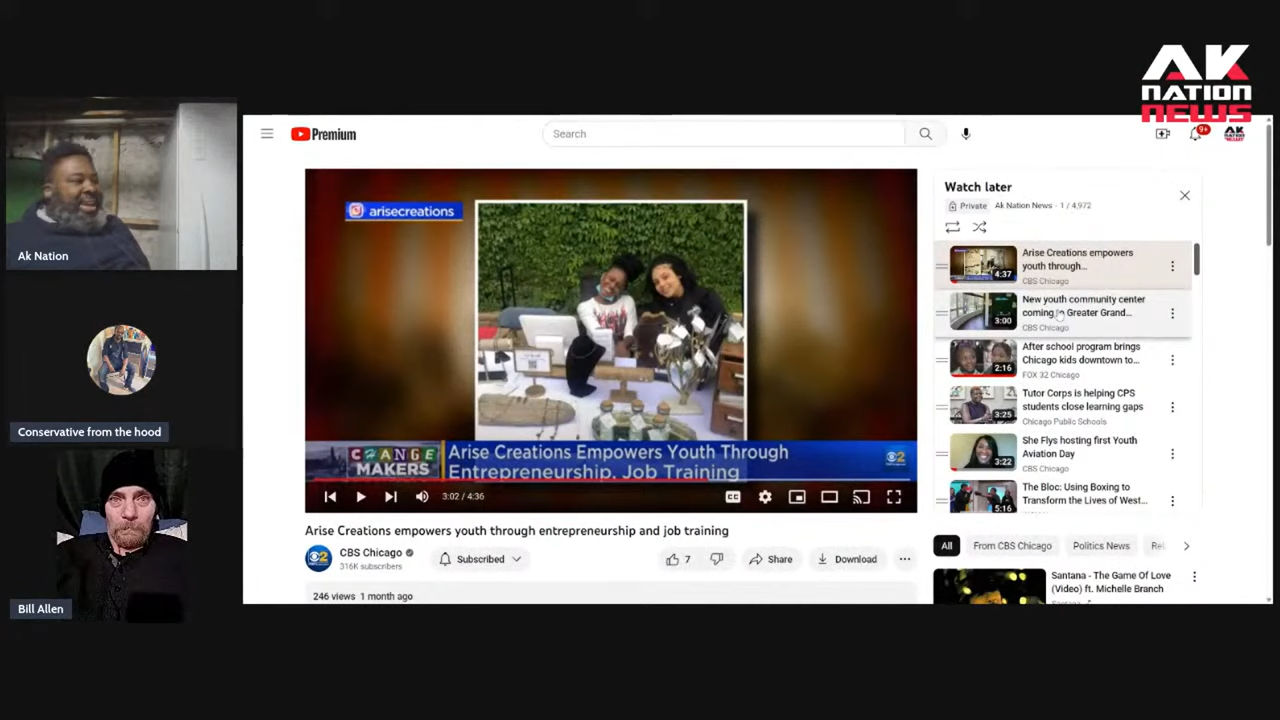 AK
NATION
NEWS
Premium
Search
9+
AK
arisecreations
CHANGE
MAKERS
Arise Creations Empowers Youth Through
Entrepreneurship, Job Training
2
3:02 / 4:36
CC
Arise Creations empowers youth through entrepreneurship and job training
CBS Chicago
316K subscribers
Subscribed
7
Share
Download
246 views 1 month ago
Watch later
Private
Ak Nation News - 1 / 4,972
4:37
Arise Creations empowers
youth through...
CBS Chicago
3:00
New youth community center
coming to Greater Grand...
CBS Chicago
2:16
After school program brings
Chicago kids downtown to...
FOX 32 Chicago
3:25
Tutor Corps is helping CPS
students close learning gaps
Chicago Public Schools
3:22
She Flys hosting first Youth
Aviation Day
CBS Chicago
5:16
The Bloc: Using Boxing to
Transform the Lives of West...
All
From CBS Chicago
Politics News
Rel
Santana - The Game Of Love
(Video) ft. Michelle Branch
Ak Nation
Conservative from the hood
Bill Allen